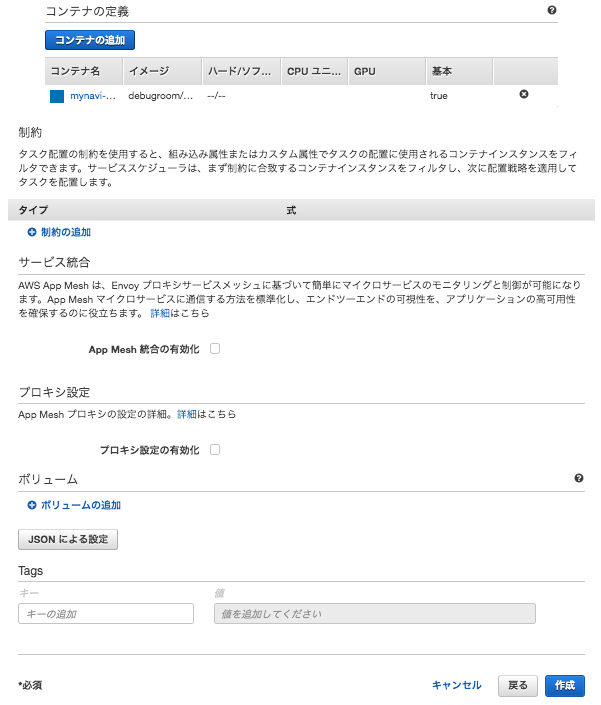 コンテナの定義
コンテナの追加
コンテナ名 イメージ ハード/ソフ... CPU ユニ... GPU 基本
mynavi-... debugroom/... --/-- true
制約
タスク配置の制約を使用すると、組み込み属性またはカスタム属性でタスクの配置に使用されるコンテナインスタンスをフィ
ルタできます。サービススケジューラは、まず制約に合致するコンテナインスタンスをフィルタし、次に配置戦略を適用して
タスクを配置します。
タイプ 式
制約の追加
サービス統合
AWS App Mesh は、Envoy プロキシサービスメッシュに基づいて簡単にマイクロサービスのモニタリングと制御が可能になり
ます。App Mesh マイクロサービスに通信する方法を標準化し、エンドツーエンドの可視性を、アプリケーションの高可用性
を確保するのに役立ちます。 詳細はこちら
App Mesh 統合の有効化
プロキシ設定
App Mesh プロキシの設定の詳細。詳細はこちら
プロキシ設定の有効化
ボリューム
ボリュームの追加
JSON による設定
Tags
キー 値
キーの追加 値を追加してください
*必須 キャンセル 戻る 作成